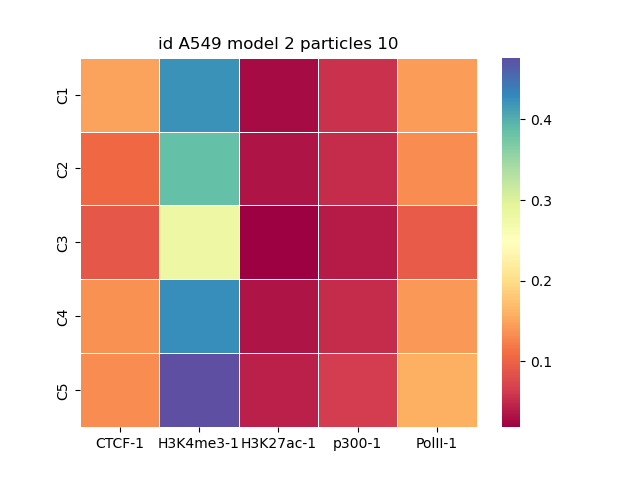 id A549 model 2 particles 10
C1
C2
C3
C4
C5
CTCF-1 H3K4me3-1 H3K27ac-1 p300-1 PolII-1
0.4
0.3
0.2
0.1